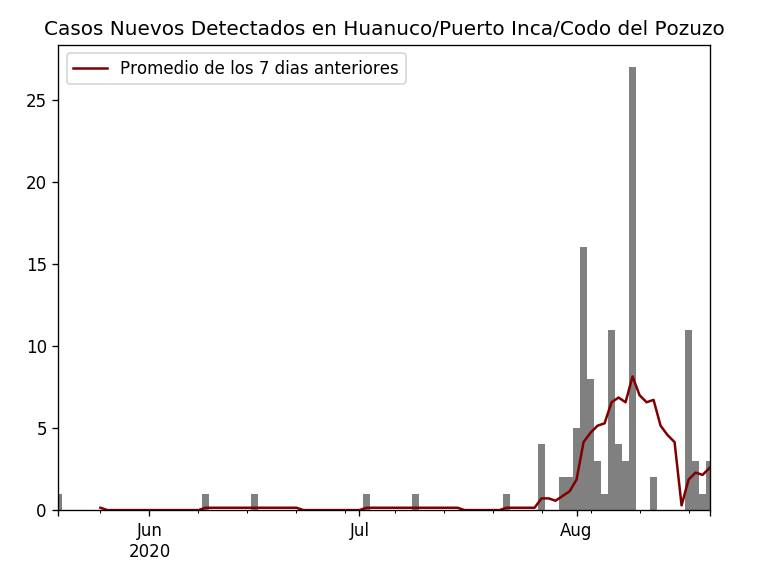 Casos Nuevos Detectados en Huanuco/Puerto Inca/Codo del Pozuzo
Promedio de los 7 dias anteriores
25
20
15
10
5
0
Jun
2020
Jul
Aug